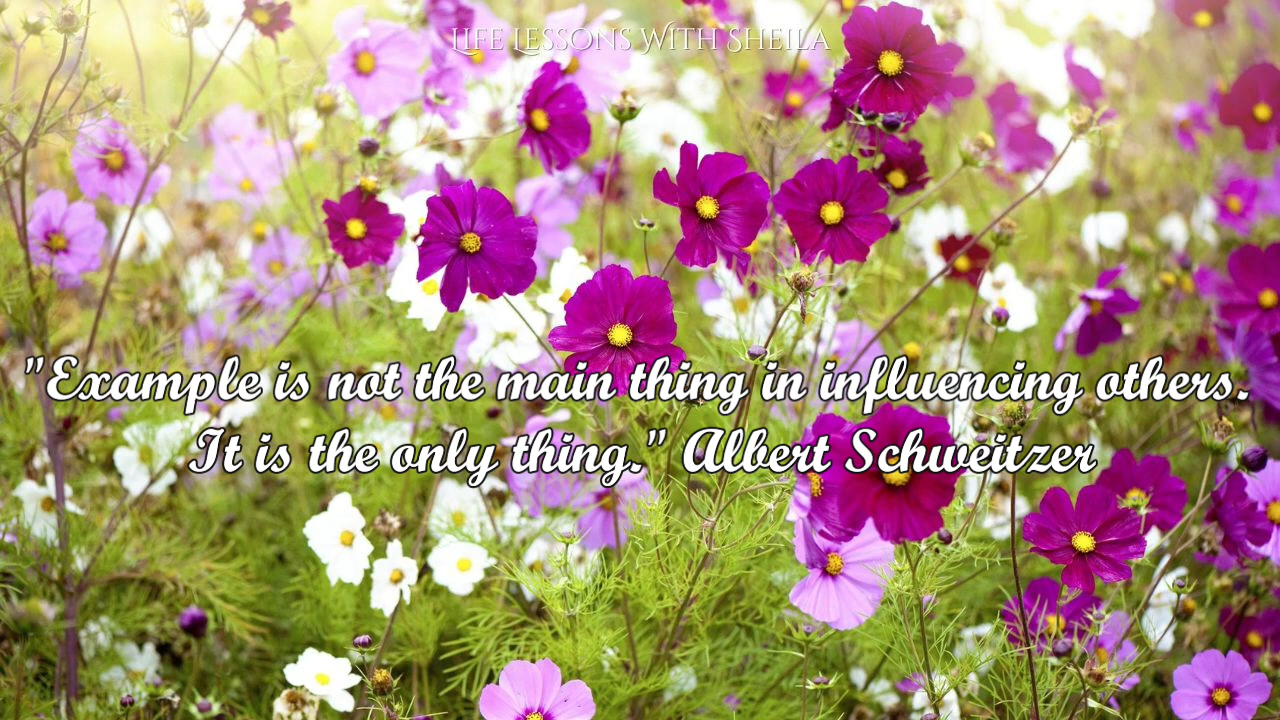 Life Lessons With Sheila
"Example is not the main thing in influencing others.
It is the only thing." Albert Schweitzer